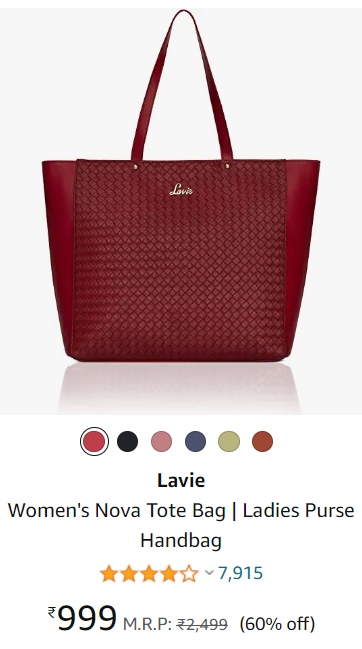 Lavie
Lavie
Women's Nova Tote Bag | Ladies Purse
Handbag
7,915
₹999 M.R.P: ₹2,499 (60% off)